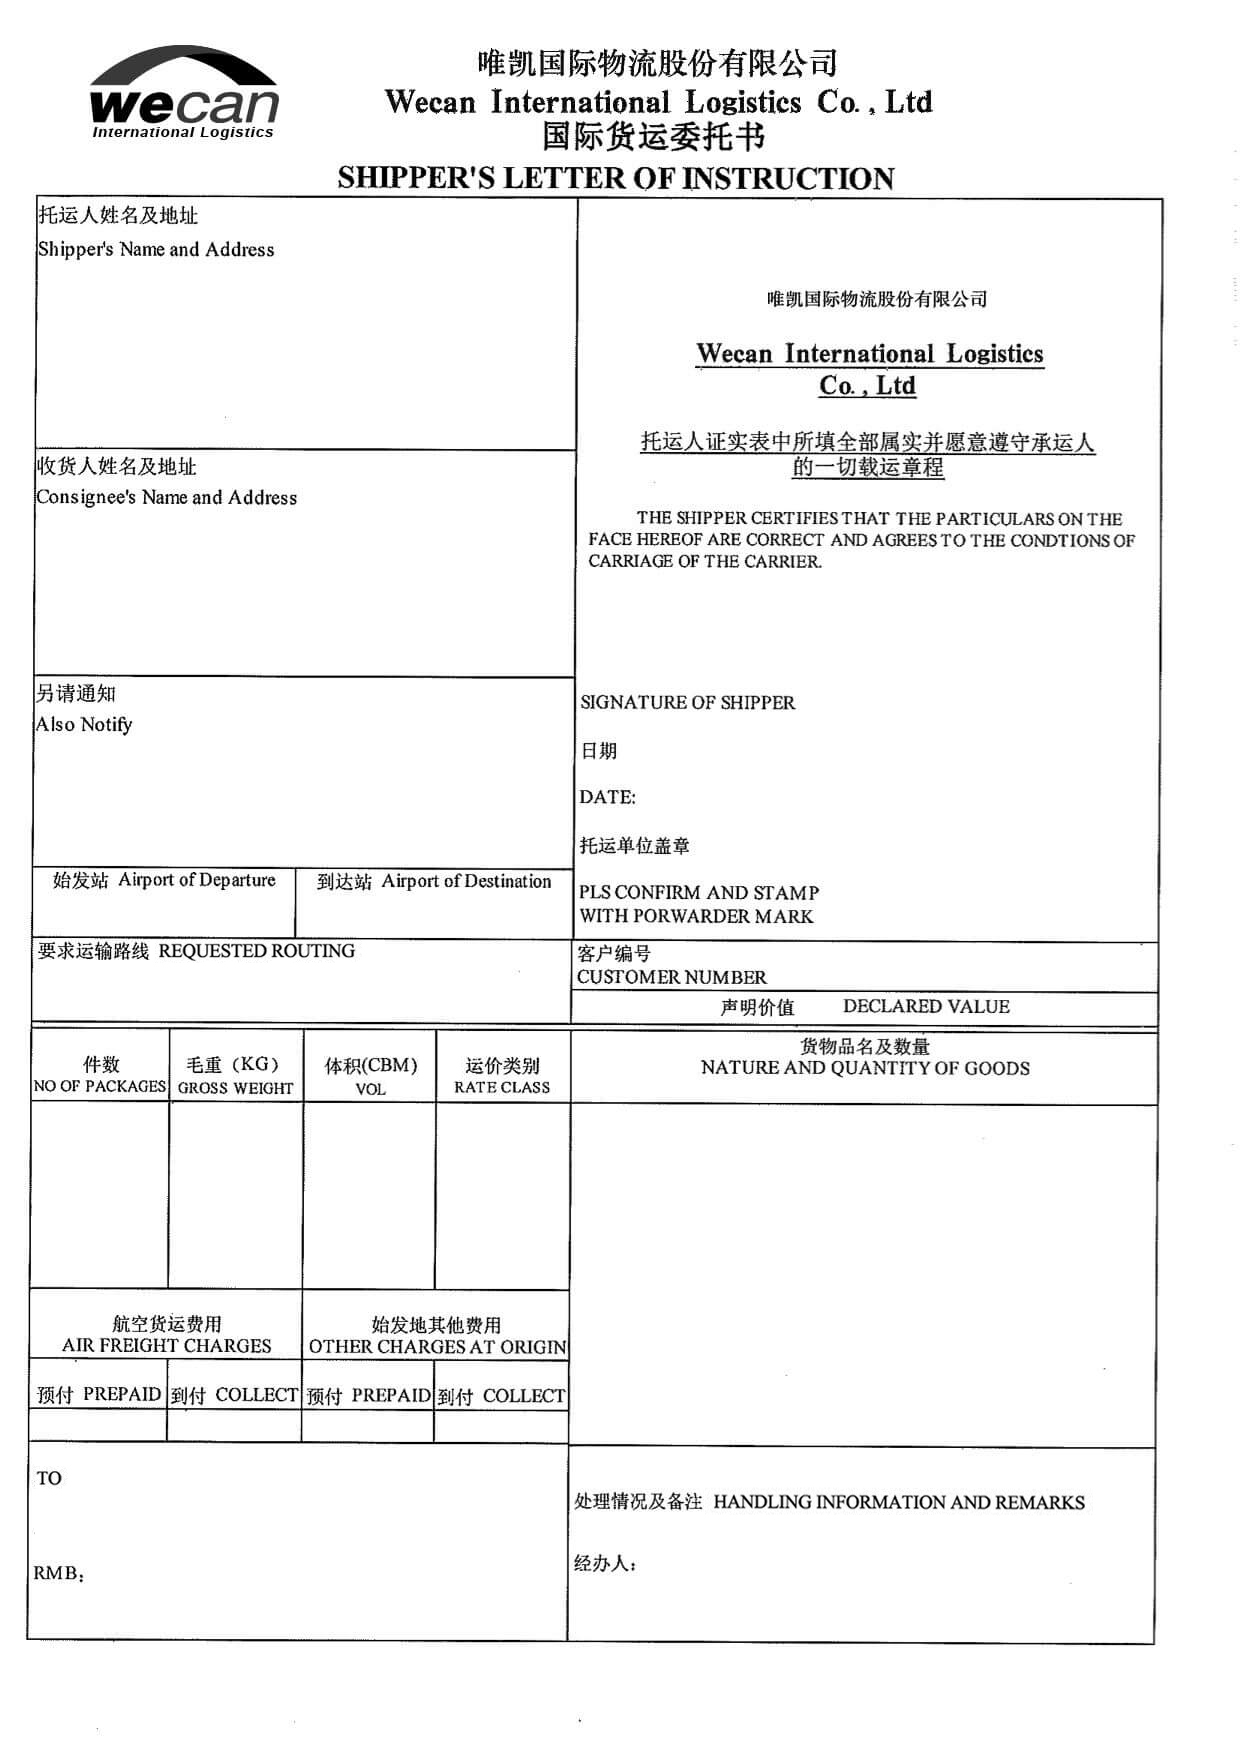 wecan
International Logistics
唯凯国际物流股份有限公司
Wecan International Logistics Co., Ltd
国际货运委托书
SHIPPER'S LETTER OF INSTRUCTION
托运人姓名及地址
Shipper's Name and Address
收货人姓名及地址
Consignee's Name and Address
另请通知
Also Notify
始发站 Airport of Departure
到达站 Airport of Destination
唯凯国际物流股份有限公司
Wecan International Logistics
Co., Ltd
托运人证实表中所填全部属实并愿意遵守承运人
的一切载运章程
THE SHIPPER CERTIFIES THAT THE PARTICULARS ON THE
FACE HEREOF ARE CORRECT AND AGREES TO THE CONDTIONS OF
CARRIAGE OF THE CARRIER.
SIGNATURE OF SHIPPER
日期
DATE:
托运单位盖章
PLS CONFIRM AND STAMP
WITH PORWARDER MARK
要求运输路线 REQUESTED ROUTING
客户编号
CUSTOMER NUMBER
声明价值 DECLARED VALUE
件数
NO OF PACKAGES
毛重（KG）
GROSS WEIGHT
体积(CBM)
VOL
运价类别
RATE CLASS
货物品名及数量
NATURE AND QUANTITY OF GOODS
航空货运费用
AIR FREIGHT CHARGES
始发地其他费用
OTHER CHARGES AT ORIGIN
预付 PREPAID
到付 COLLECT
预付 PREPAID
到付 COLLECT
TO
RMB：
处理情况及备注 HANDLING INFORMATION AND REMARKS
经办人：